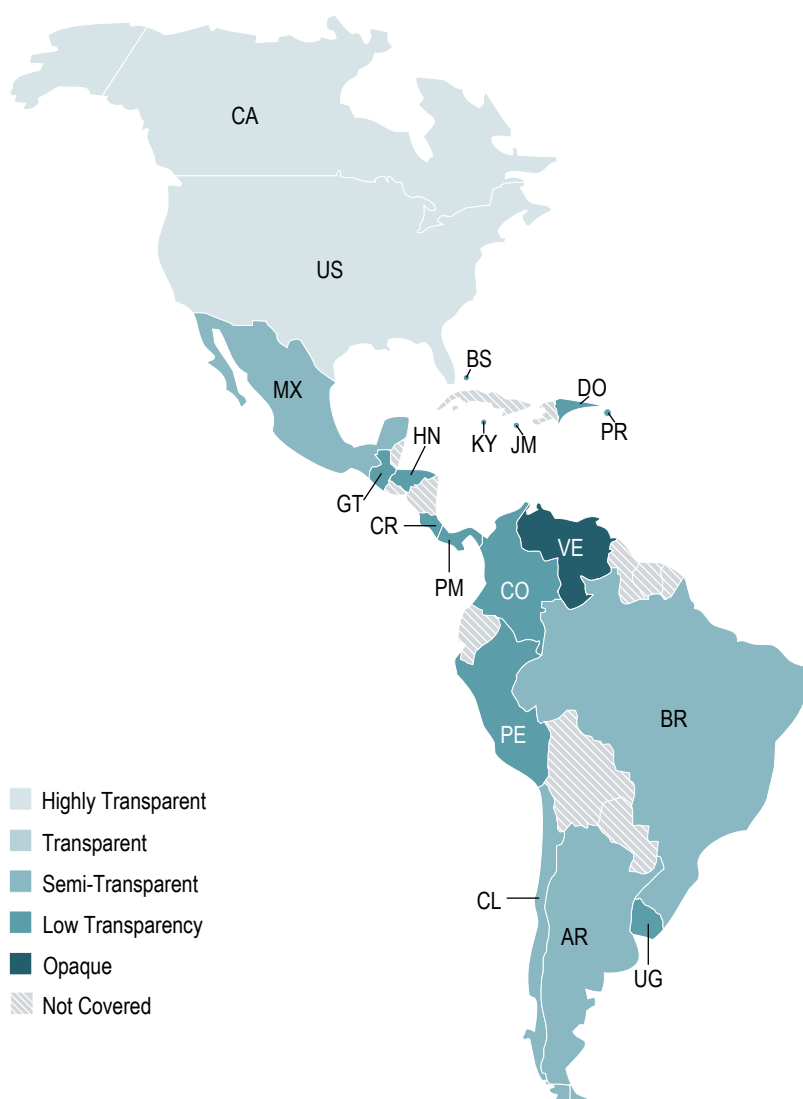 CA
US
MX
BS
DO
PR
KY
JM
HN
GT
CR
PM
VE
CO
PE
BR
CL
AR
UG
Highly Transparent
Transparent
Semi-Transparent
Low Transparency
Opaque
Not Covered